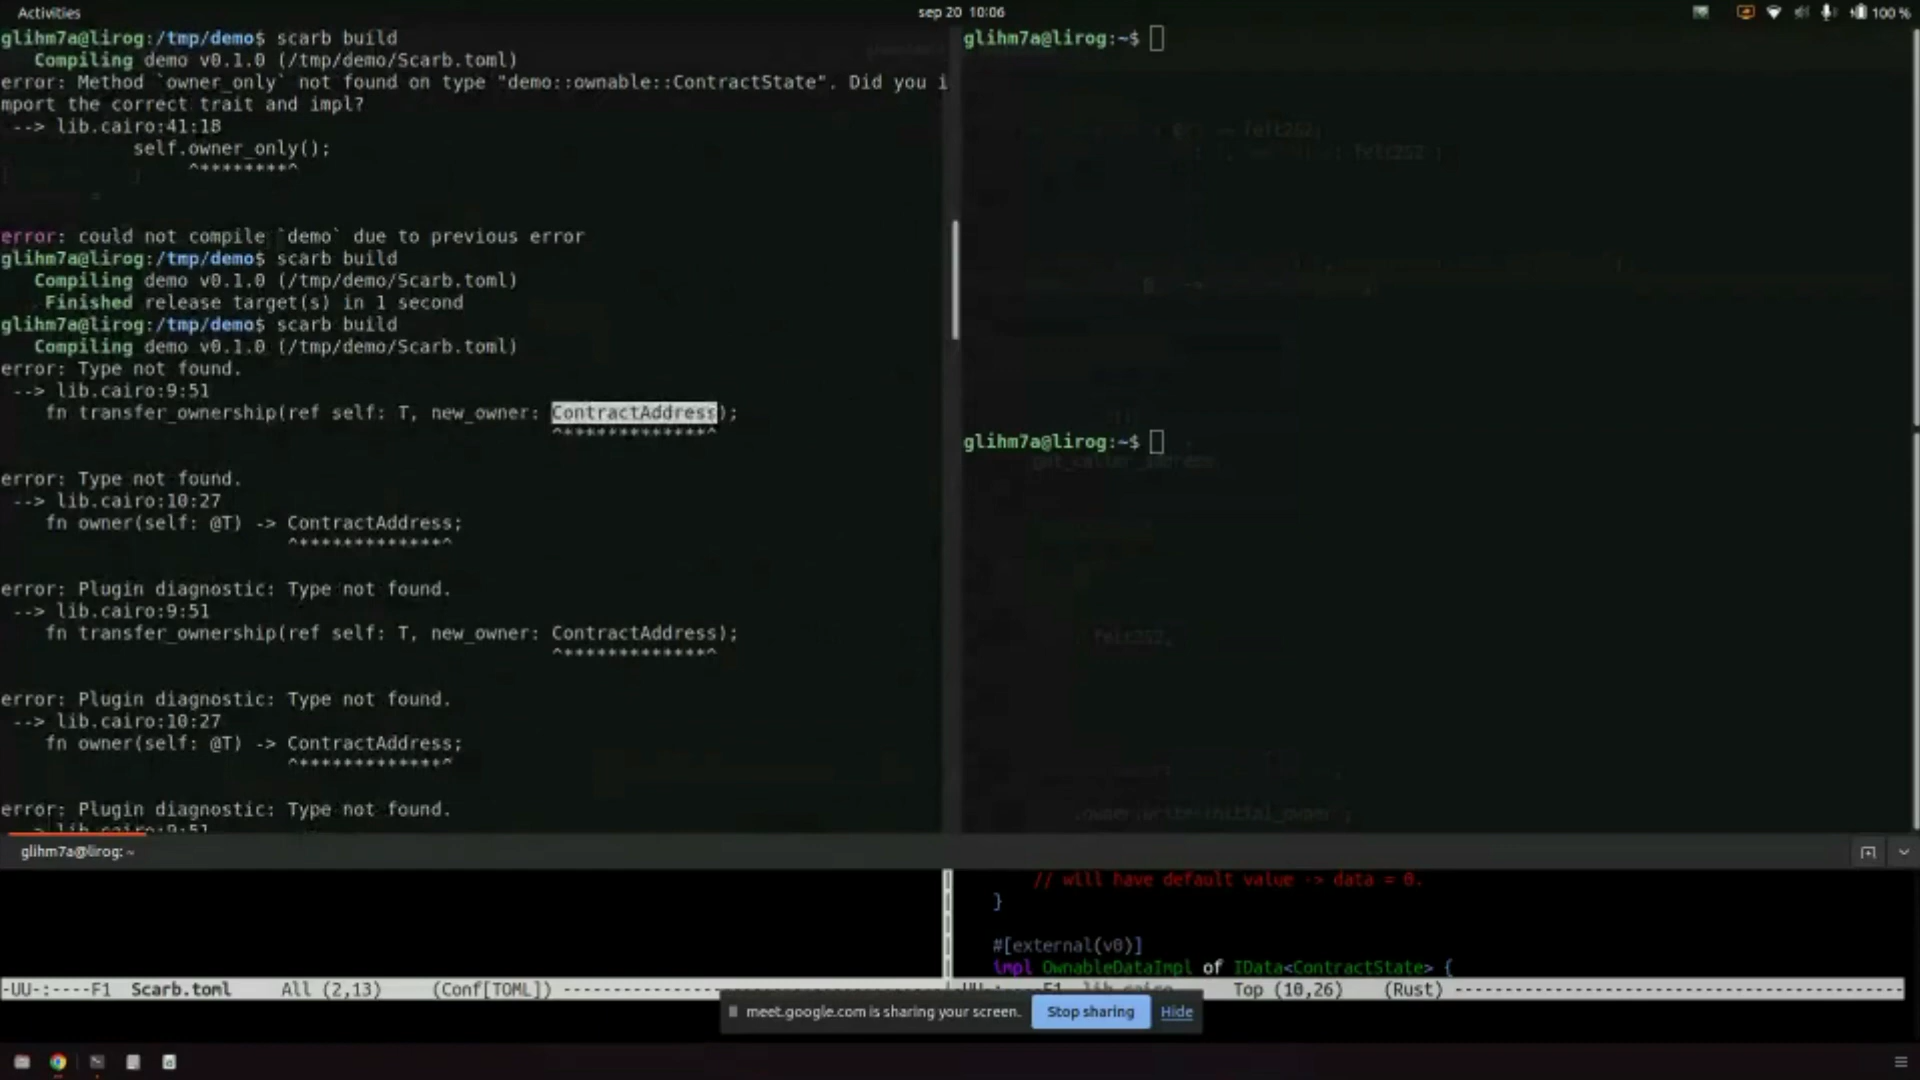 Activities
sep 20 10:06
100 %
glihm7a@lirog:/tmp/demo$ scarb build
Compiling demo v0.1.0 (/tmp/demo/Scarb.toml)
error: Method `owner_only` not found on type "demo::ownable::ContractState". Did you i
mport the correct trait and impl?
--> lib.cairo:41:18
self.owner_only();
^********^
error: could not compile `demo` due to previous error
glihm7a@lirog:/tmp/demo$ scarb build
Compiling demo v0.1.0 (/tmp/demo/Scarb.toml)
Finished release target(s) in 1 second
glihm7a@lirog:/tmp/demo$ scarb build
Compiling demo v0.1.0 (/tmp/demo/Scarb.toml)
error: Type not found.
--> lib.cairo:9:51
fn transfer_ownership(ref self: T, new_owner: ContractAddress);
^*************^
error: Type not found.
--> lib.cairo:10:27
fn owner(self: @T) -> ContractAddress;
^*************^
error: Plugin diagnostic: Type not found.
--> lib.cairo:9:51
fn transfer_ownership(ref self: T, new_owner: ContractAddress);
^*************^
error: Plugin diagnostic: Type not found.
--> lib.cairo:10:27
fn owner(self: @T) -> ContractAddress;
^*************^
error: Plugin diagnostic: Type not found.
--> lib.cairo:9:51
glihm7a@lirog:~$
glihm7a@lirog:~$
glihm7a@lirog: ~
// will have default value -> data = 0.
}
#[external(v0)]
impl OwnableDataImpl of IData<ContractState> {
-UU-:----F1 Scarb.toml All (2,13) (Conf[TOML])
F1 lib.cairo Top (10,26) (Rust)
meet.google.com is sharing your screen.
Stop sharing
Hide